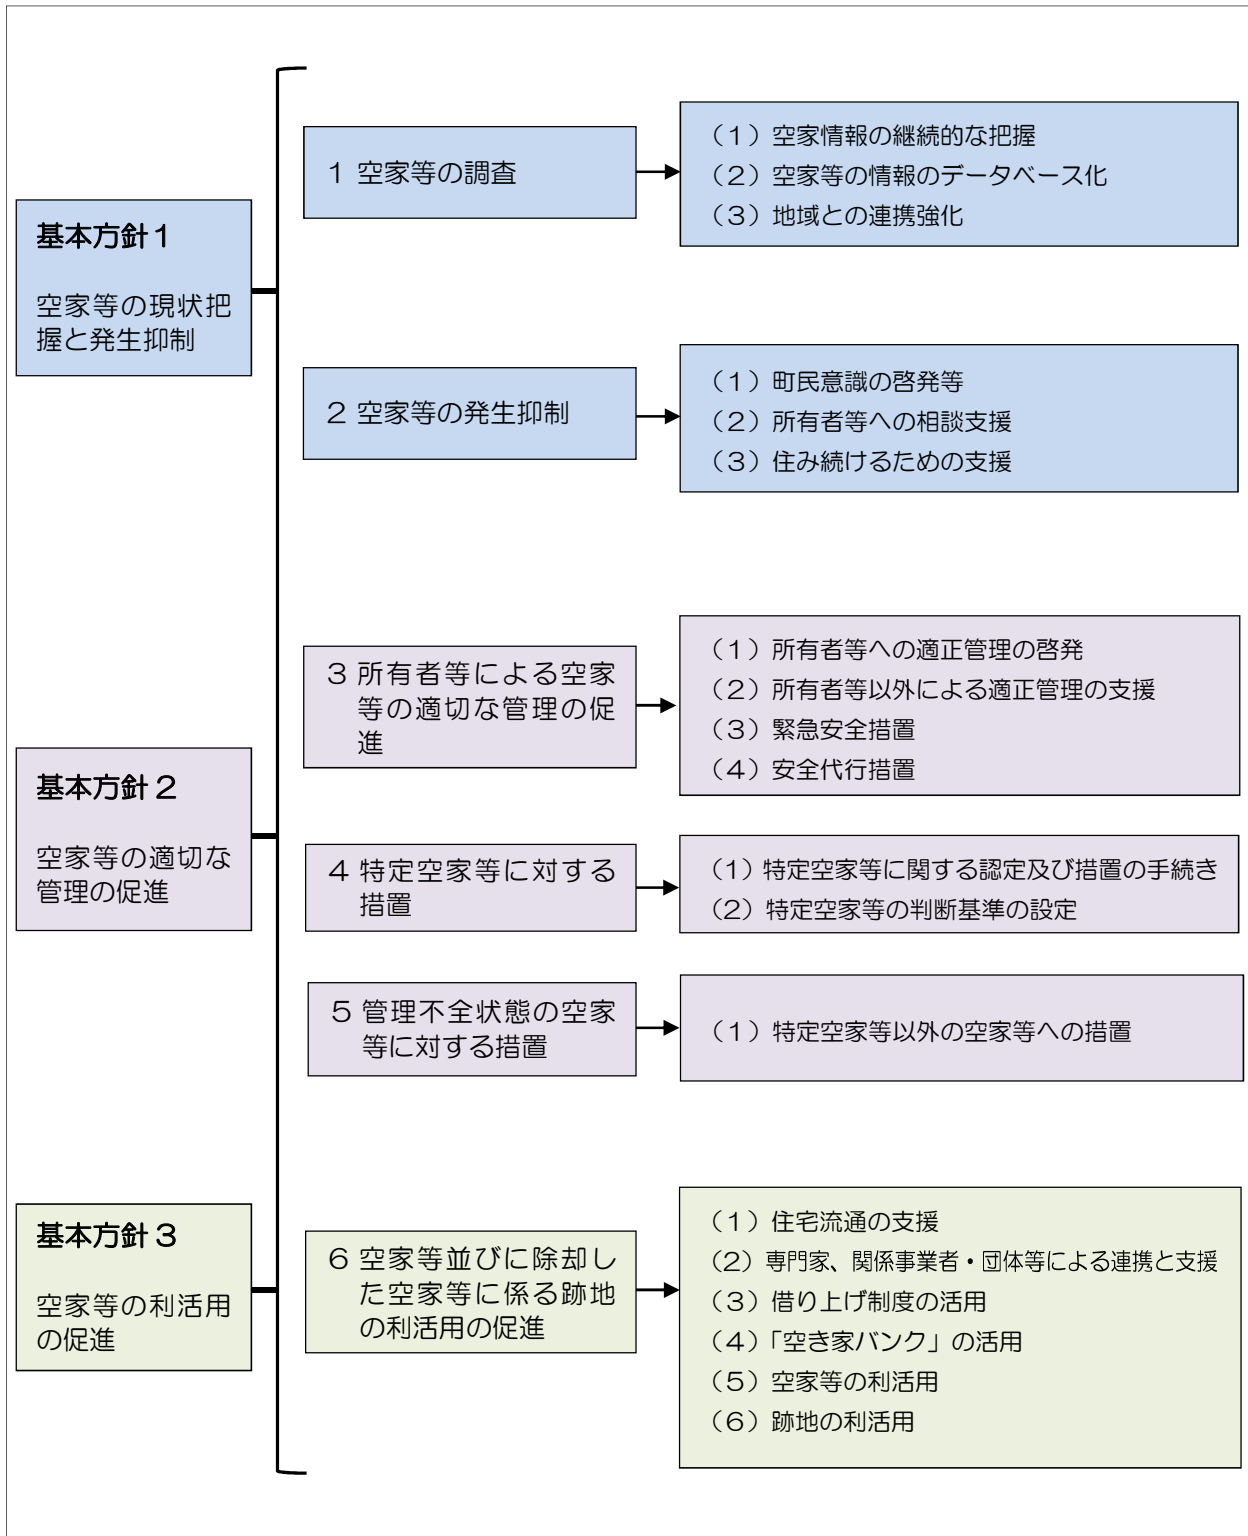 基本方針１
空家等の現状把
握と発生抑制
１ 空家等の調査
（１）空家情報の継続的な把握
（２）空家等の情報のデータベース化
（３）地域との連携強化
２ 空家等の発生抑制
（１）町民意識の啓発等
（２）所有者等への相談支援
（３）住み続けるための支援
基本方針２
空家等の適切な
管理の促進
３ 所有者等による空家
等の適切な管理の促
進
（１）所有者等への適正管理の啓発
（２）所有者等以外による適正管理の支援
（３）緊急安全措置
（４）安全代行措置
４ 特定空家等に対する
措置
（１）特定空家等に関する認定及び措置の手続き
（２）特定空家等の判断基準の設定
５ 管理不全状態の空家
等に対する措置
（１）特定空家等以外の空家等への措置
基本方針３
空家等の利活用
の促進
６ 空家等並びに除却し
た空家等に係る跡地
の利活用の促進
（１）住宅流通の支援
（２）専門家、関係事業者・団体等による連携と支援
（３）借り上げ制度の活用
（４）「空き家バンク」の活用
（５）空家等の利活用
（６）跡地の利活用